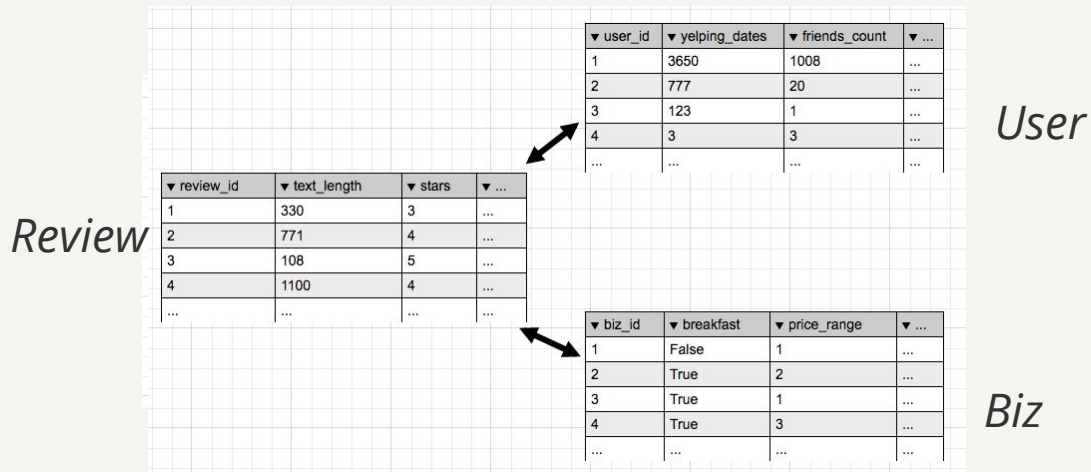 user_id yelping_dates friends_count ...
1 3650 1008 ...
2 777 20 ...
3 123 1 ...
4 3 3 ...
... ... ... ...
User
review_id text_length stars ...
1 330 3 ...
2 771 4 ...
3 108 5 ...
4 1100 4 ...
... ... ... ...
Review
biz_id breakfast price_range ...
1 False 1 ...
2 True 2 ...
3 True 1 ...
4 True 3 ...
... ... ... ...
Biz